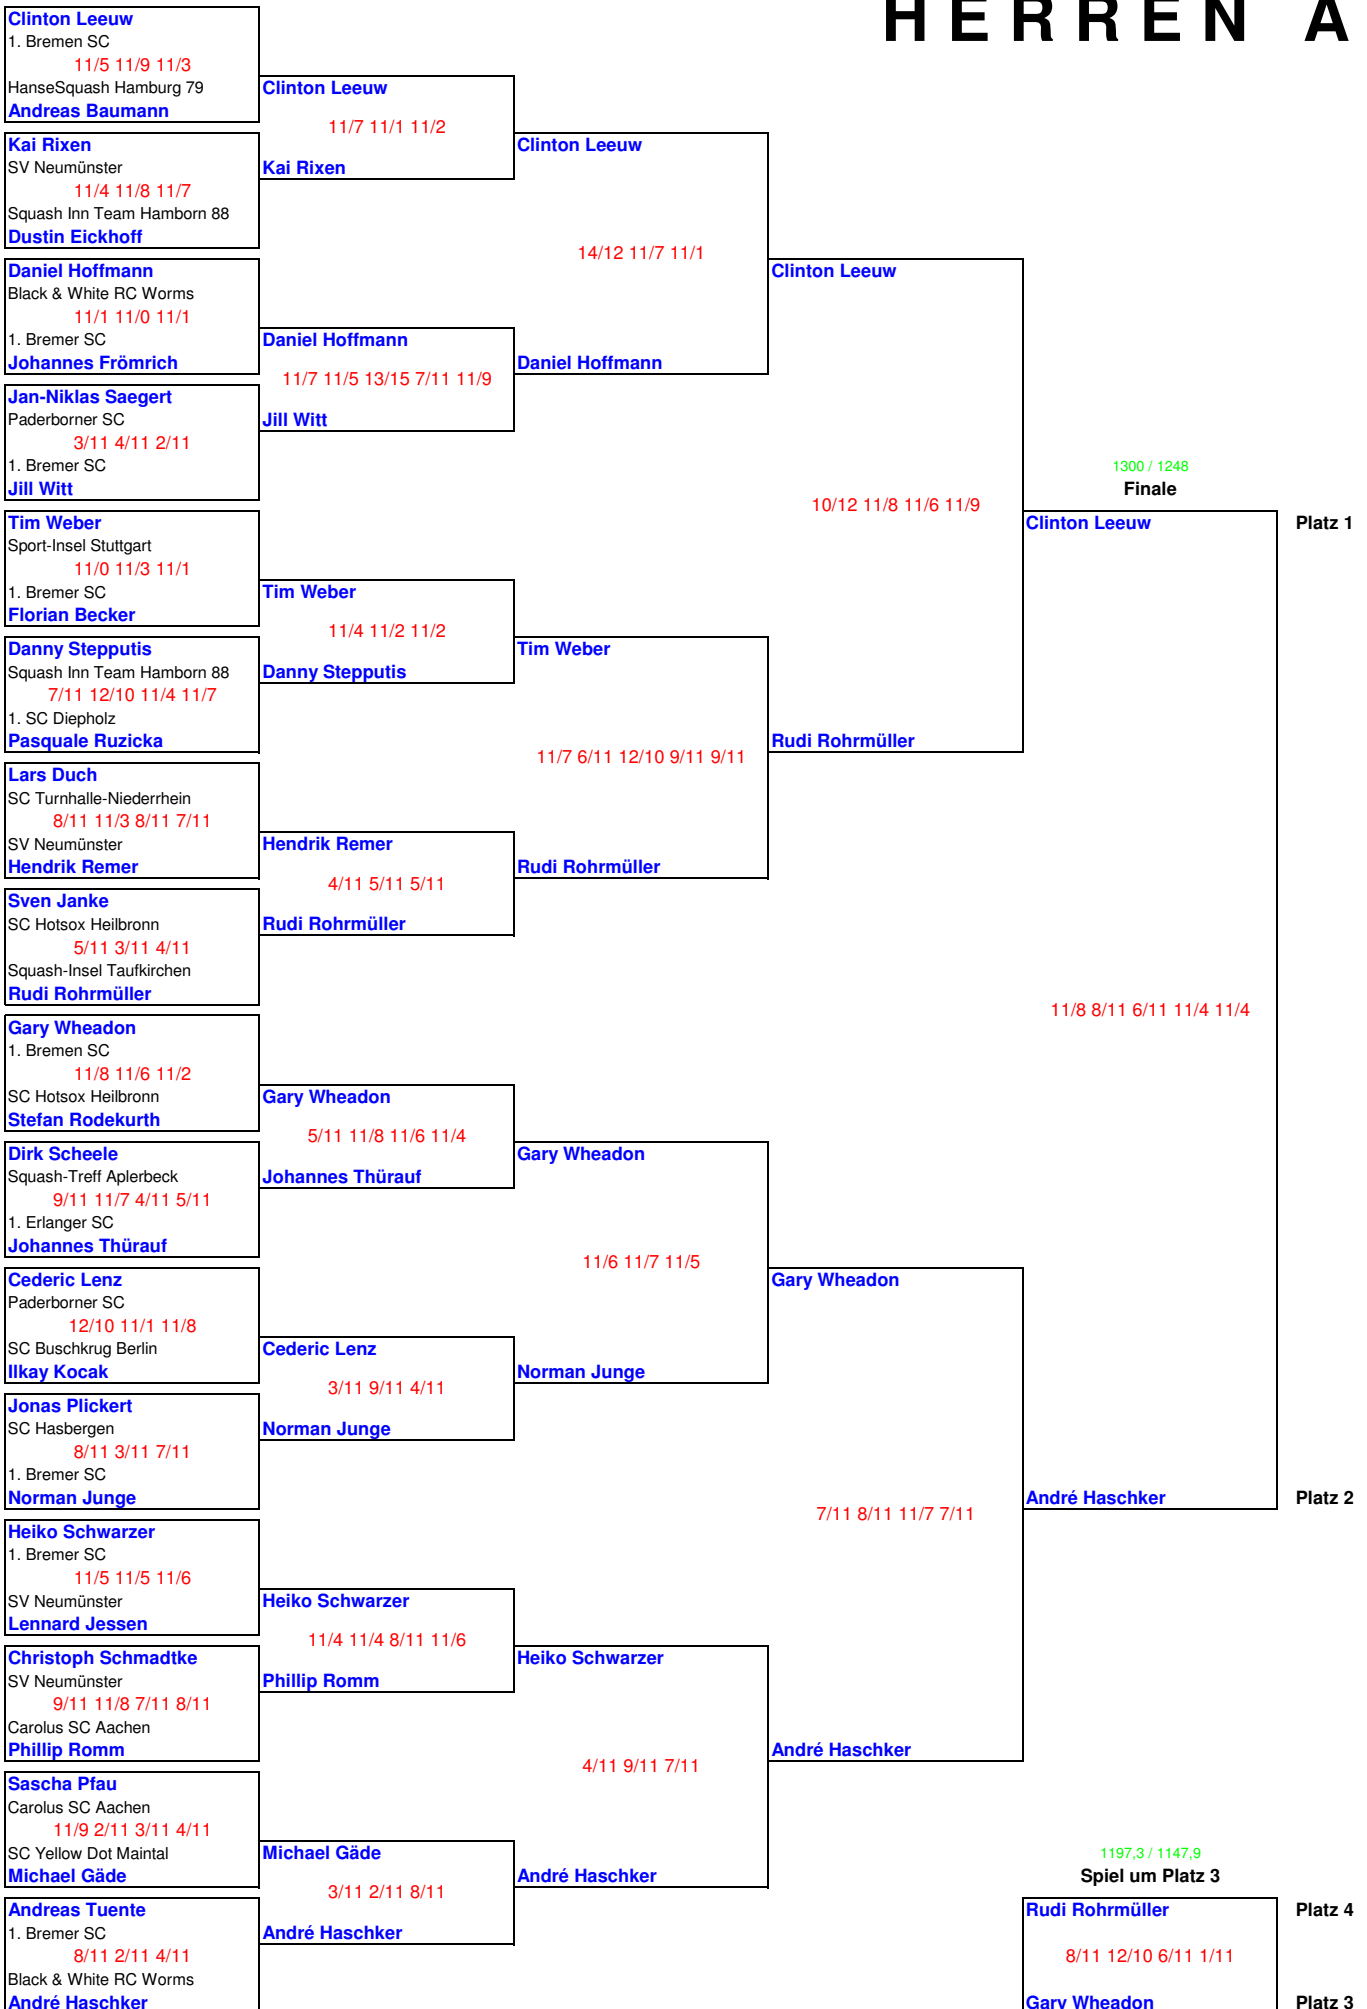 HERREN A
Clinton Leeuw
1. Bremen SC
11/5 11/9 11/3
HanseSquash Hamburg 79
Andreas Baumann
Kai Rixen
SV Neumünster
11/4 11/8 11/7
Squash Inn Team Hamborn 88
Dustin Eickhoff
Daniel Hoffmann
Black & White RC Worms
11/1 11/0 11/1
1. Bremer SC
Johannes Frömrich
Jan-Niklas Saegert
Paderborner SC
3/11 4/11 2/11
1. Bremer SC
Jill Witt
Tim Weber
Sport-Insel Stuttgart
11/0 11/3 11/1
1. Bremer SC
Florian Becker
Danny Stepputis
Squash Inn Team Hamborn 88
7/11 12/10 11/4 11/7
1. SC Diepholz
Pasquale Ruzicka
Lars Duch
SC Turnhalle-Niederrhein
8/11 11/3 8/11 7/11
SV Neumünster
Hendrik Remer
Sven Janke
SC Hotsox Heilbronn
5/11 3/11 4/11
Squash-Insel Taufkirchen
Rudi Rohrmüller
Gary Wheadon
1. Bremen SC
11/8 11/6 11/2
SC Hotsox Heilbronn
Stefan Rodekurth
Dirk Scheele
Squash-Treff Aplerbeck
9/11 11/7 4/11 5/11
1. Erlanger SC
Johannes Thürauf
Cederic Lenz
Paderborner SC
12/10 11/1 11/8
SC Buschkrug Berlin
Ilkay Kocak
Jonas Plickert
SC Hasbergen
8/11 3/11 7/11
1. Bremer SC
Norman Junge
Heiko Schwarzer
1. Bremer SC
11/5 11/5 11/6
SV Neumünster
Lennard Jessen
Christoph Schmadtke
SV Neumünster
9/11 11/8 7/11 8/11
Carolus SC Aachen
Phillip Romm
Sascha Pfau
Carolus SC Aachen
11/9 2/11 3/11 4/11
SC Yellow Dot Maintal
Michael Gäde
Andreas Tuente
1. Bremer SC
8/11 2/11 4/11
Black & White RC Worms
André Haschker
Clinton Leeuw
11/7 11/1 11/2
Kai Rixen
Daniel Hoffmann
11/7 11/5 13/15 7/11 11/9
Jill Witt
Tim Weber
11/4 11/2 11/2
Danny Stepputis
Hendrik Remer
4/11 5/11 5/11
Rudi Rohrmüller
Gary Wheadon
5/11 11/8 11/6 11/4
Johannes Thürauf
Cederic Lenz
3/11 9/11 4/11
Norman Junge
Heiko Schwarzer
11/4 11/4 8/11 11/6
Phillip Romm
Michael Gäde
3/11 2/11 8/11
André Haschker
Clinton Leeuw
14/12 11/7 11/1
Daniel Hoffmann
Tim Weber
11/7 6/11 12/10 9/11 9/11
Rudi Rohrmüller
Gary Wheadon
11/6 11/7 11/5
Norman Junge
Heiko Schwarzer
4/11 9/11 7/11
André Haschker
Clinton Leeuw
10/12 11/8 11/6 11/9
Rudi Rohrmüller
Gary Wheadon
7/11 8/11 11/7 7/11
André Haschker
1300 / 1248
Finale
Clinton Leeuw Platz 1
11/8 8/11 6/11 11/4 11/4
André Haschker Platz 2
1197,3 / 1147,9
Spiel um Platz 3
Rudi Rohrmüller Platz 4
8/11 12/10 6/11 1/11
Gary Wheadon Platz 3